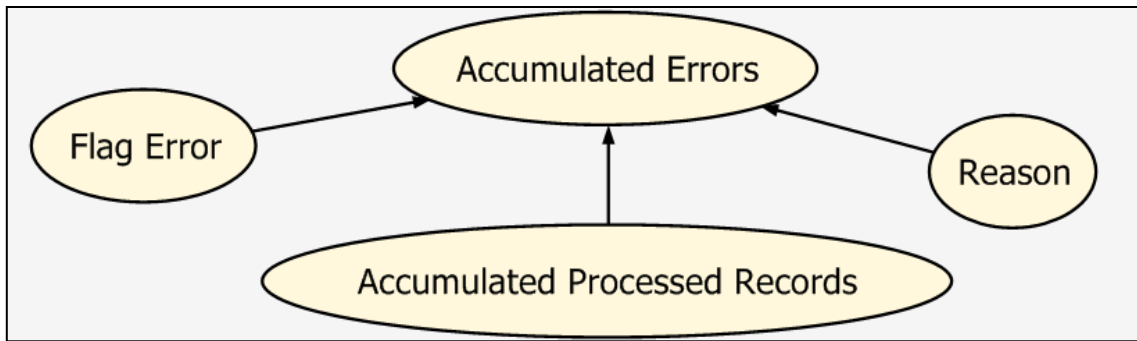 Accumulated Errors
Flag Error
Reason
Accumulated Processed Records